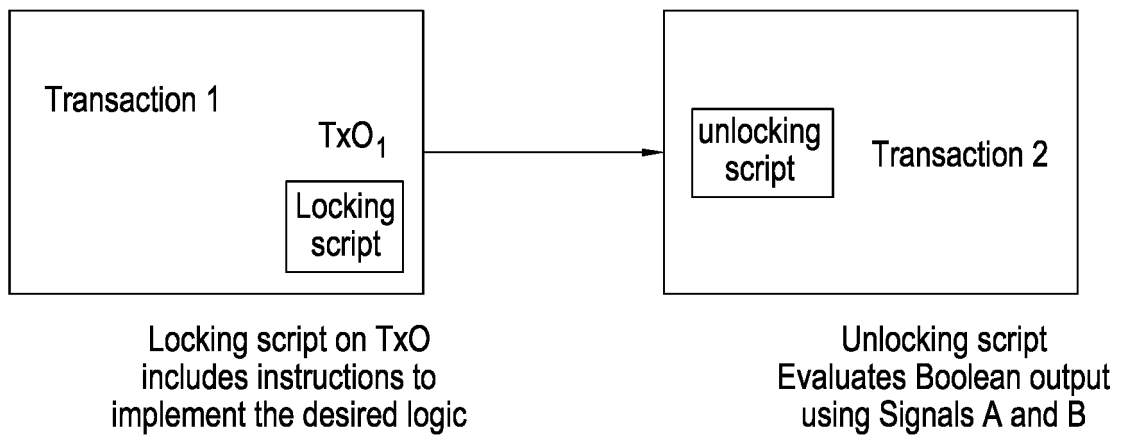 Transaction 1
TxO1
Locking
script
unlocking
script
Transaction 2
Locking script on TxO
includes instructions to
implement the desired logic
Unlocking script
Evaluates Boolean output
using Signals A and B